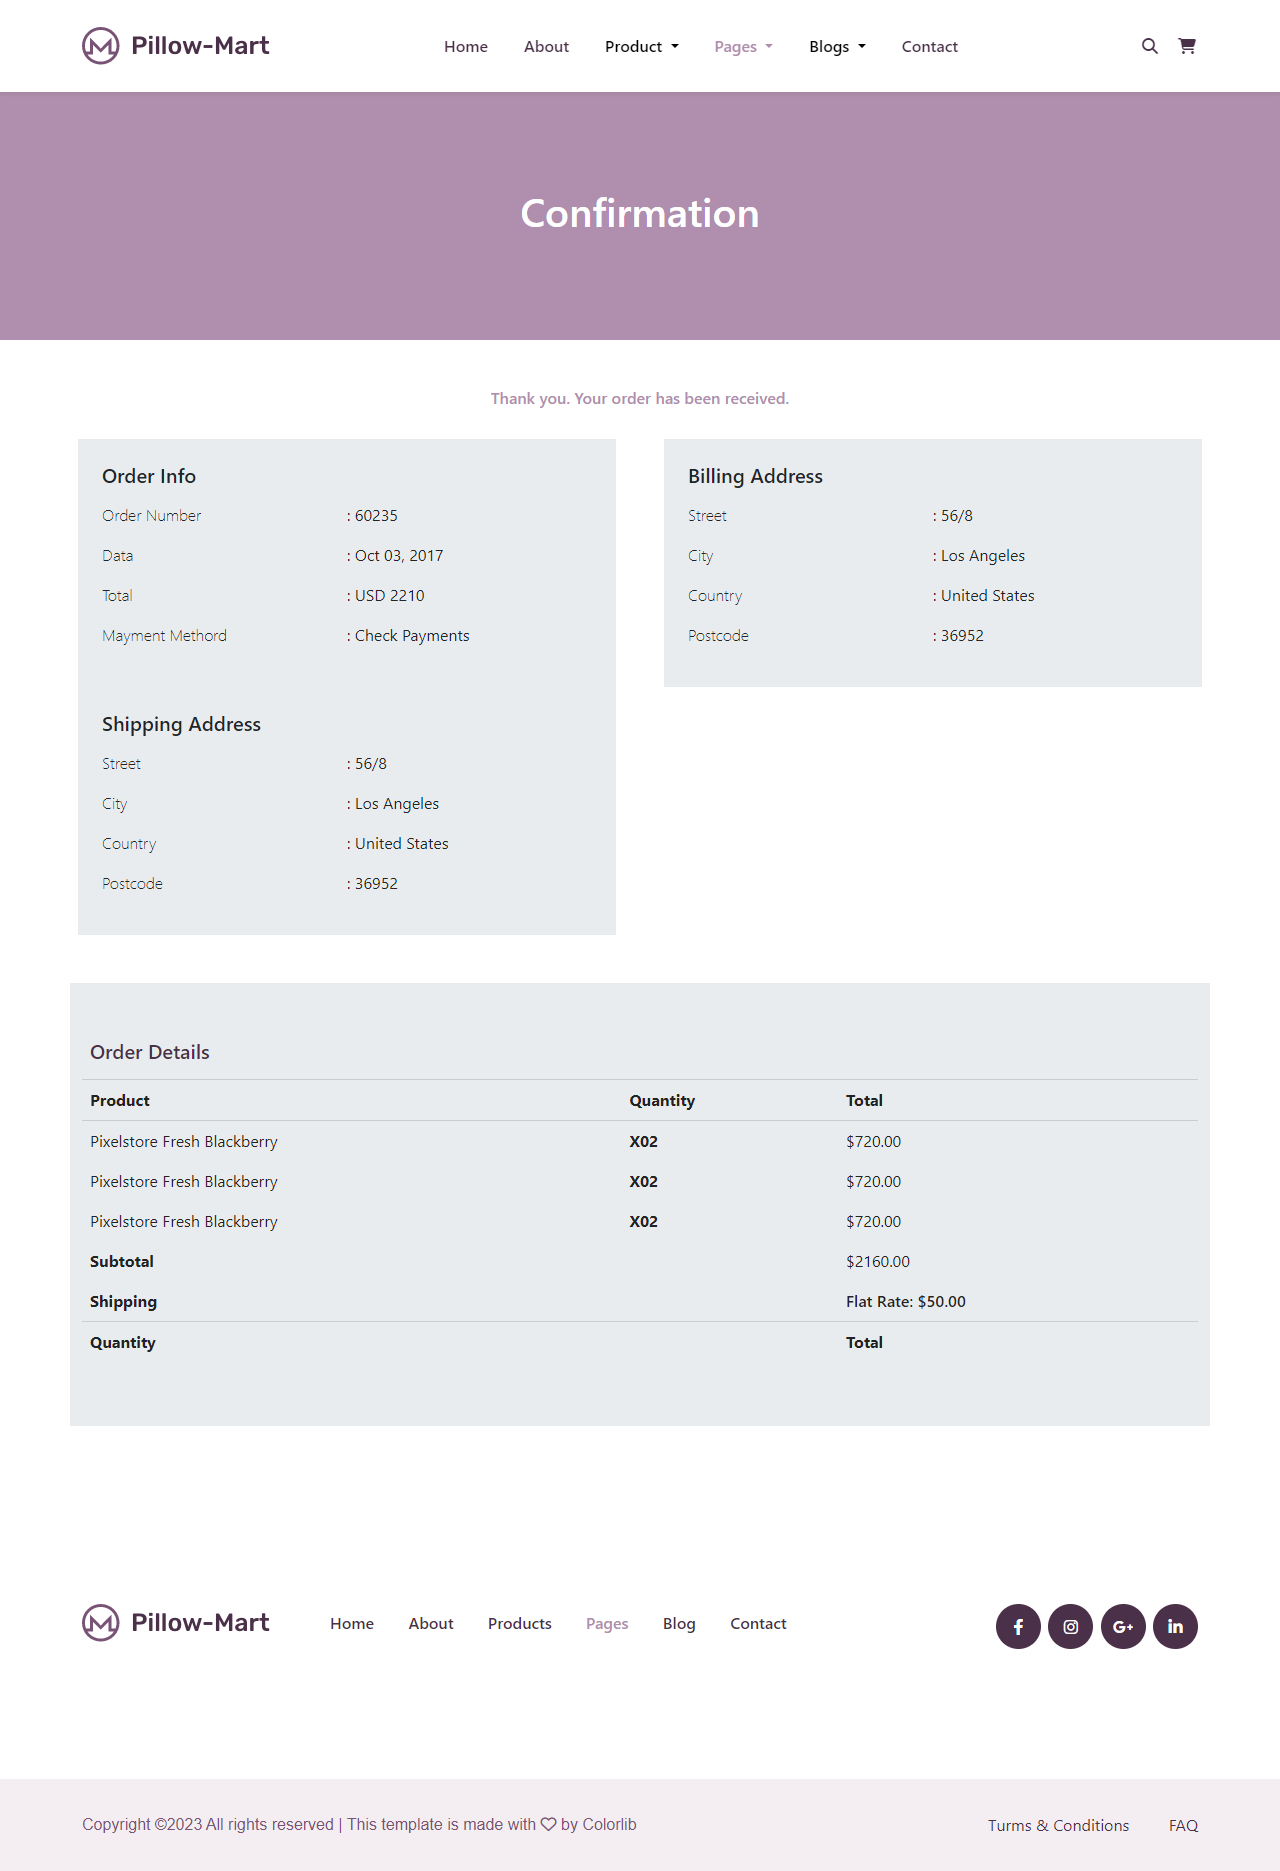 Pillow-Mart
Home About Product Pages Blogs Contact
Confirmation
Thank you. Your order has been received.
Order Info
Order Number : 60235
Data : Oct 03, 2017
Total : USD 2210
Mayment Methord : Check Payments
Billing Address
Street : 56/8
City : Los Angeles
Country : United States
Postcode : 36952
Shipping Address
Street : 56/8
City : Los Angeles
Country : United States
Postcode : 36952
Order Details
Product Quantity Total
Pixelstore Fresh Blackberry X02 $720.00
Pixelstore Fresh Blackberry X02 $720.00
Pixelstore Fresh Blackberry X02 $720.00
Subtotal $2160.00
Shipping Flat Rate: $50.00
Quantity Total
Pillow-Mart Home About Products Pages Blog Contact
Copyright ©2023 All rights reserved | This template is made with ♡ by Colorlib
Turms & Conditions FAQ